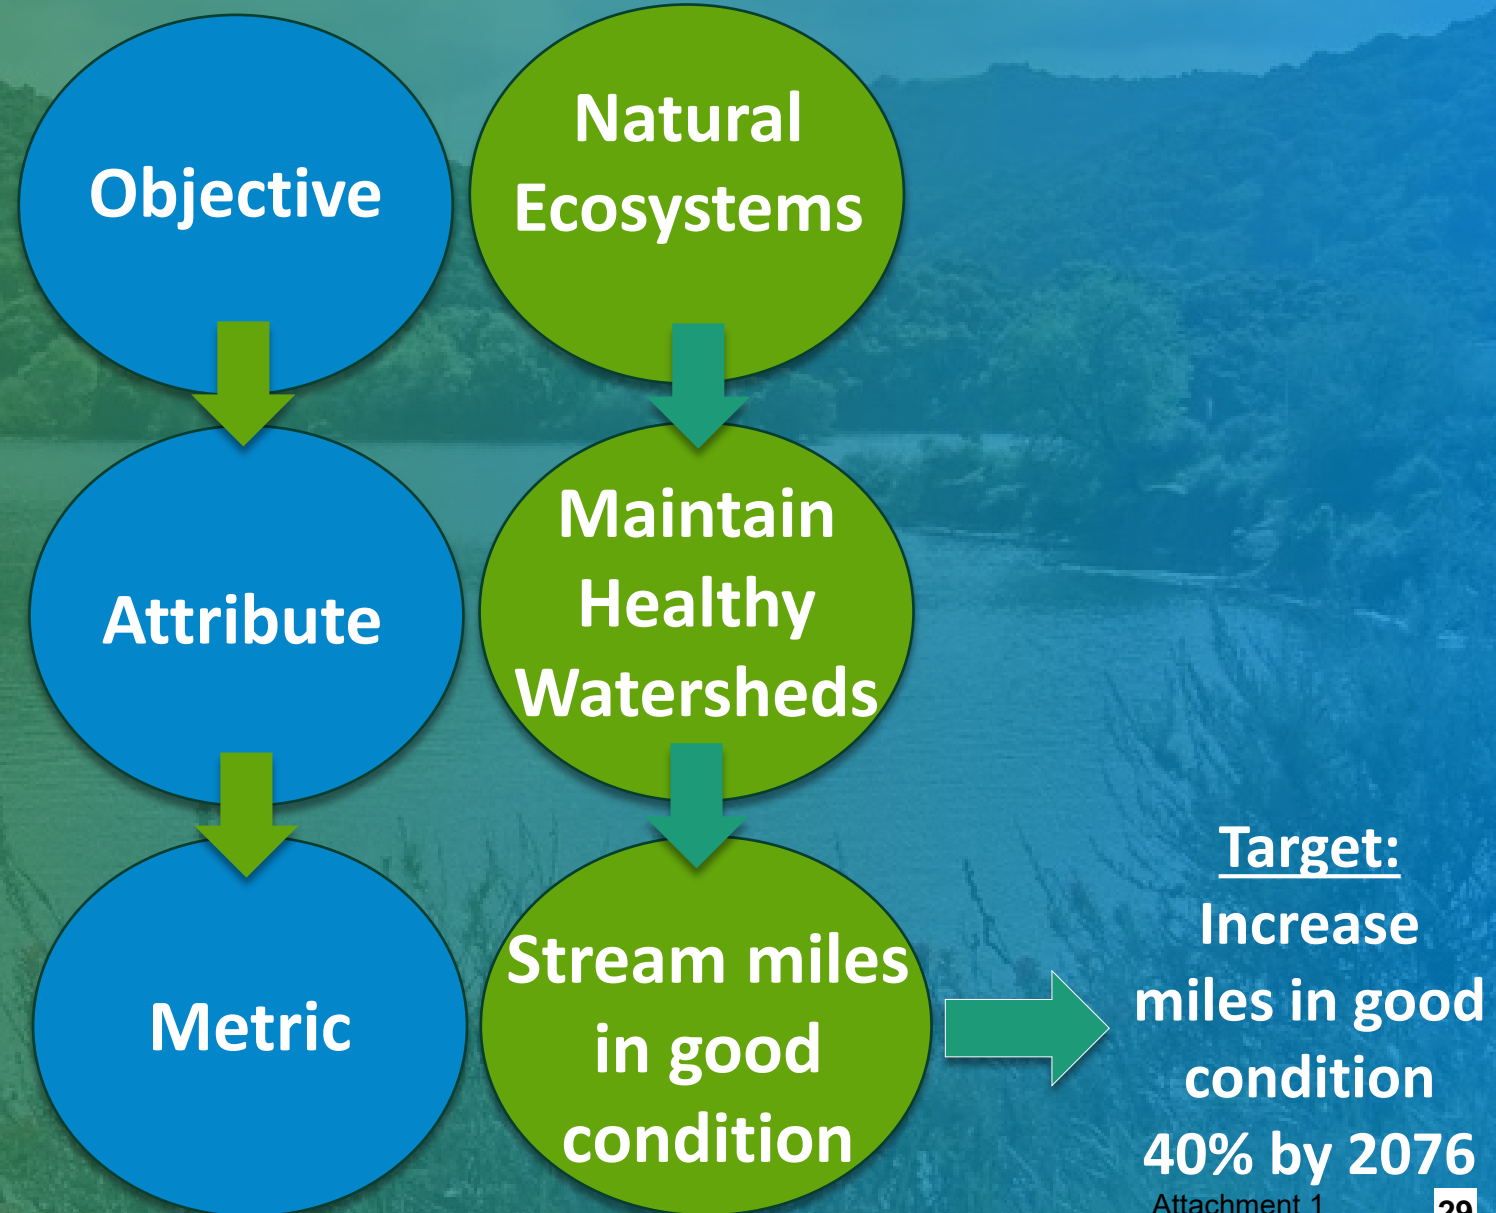 Objective
Natural
Ecosystems
Attribute
Maintain
Healthy
Watersheds
Metric
Stream miles
in good
condition
Target:
Increase
miles in good
condition
40% by 2076
Attachment 1
29